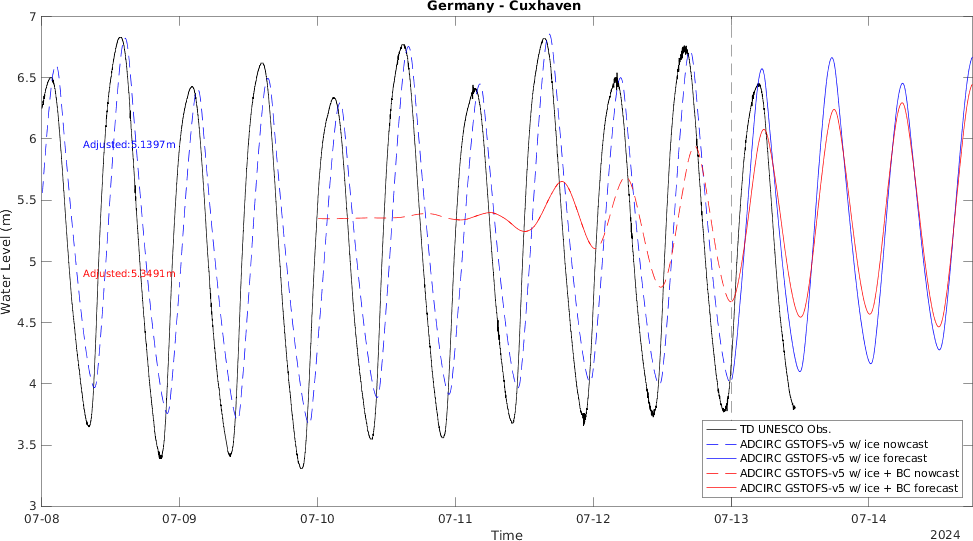 Germany - Cuxhaven
7
6.5
6
5.5
5
4.5
4
3.5
3
Water Level (m)
Adjusted:5.1397m
Adjusted:5.3491m
TD UNESCO Obs.
ADCIRC GSTOFS-v5 w/ ice nowcast
ADCIRC GSTOFS-v5 w/ ice forecast
ADCIRC GSTOFS-v5 w/ ice + BC nowcast
ADCIRC GSTOFS-v5 w/ ice + BC forecast
07-08 07-09 07-10 07-11 07-12 07-13 07-14
Time
2024